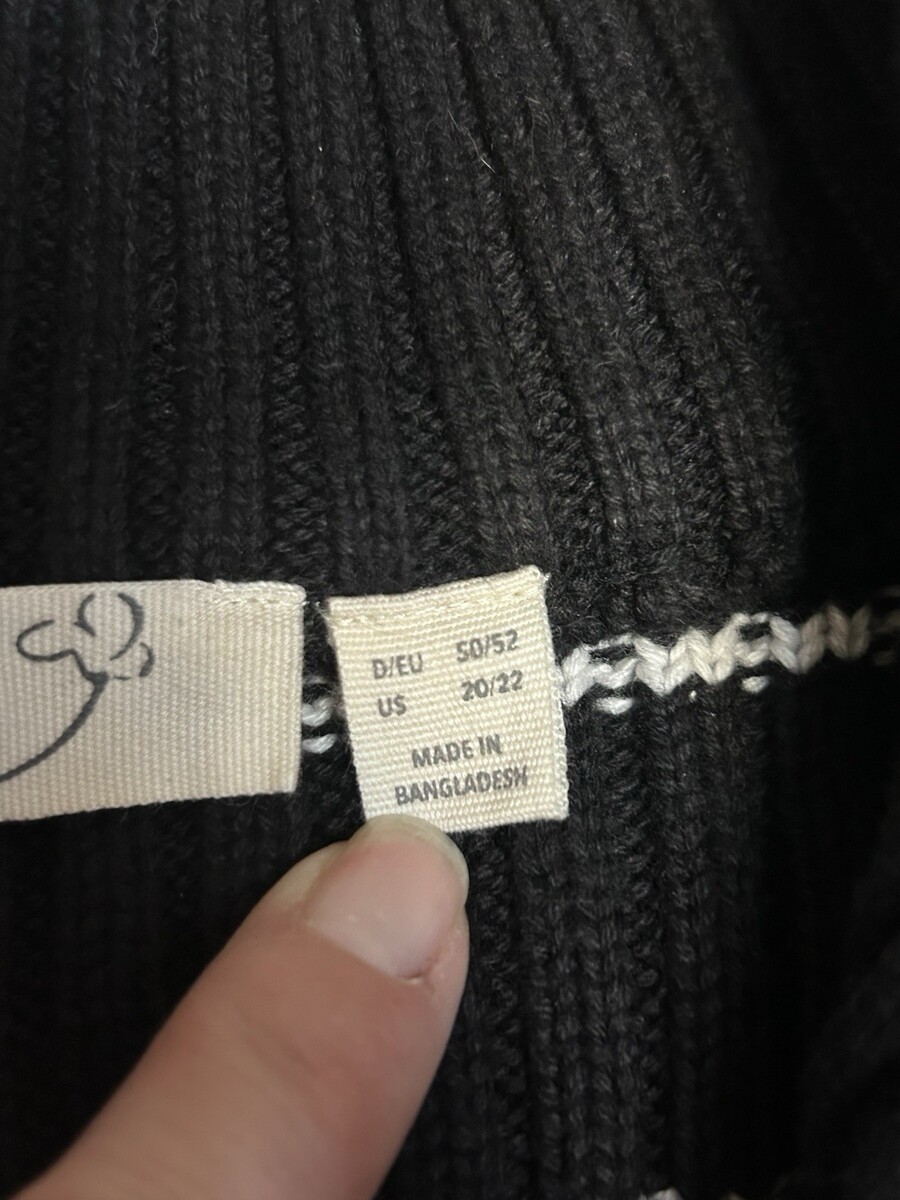 D/EU 50/52
US 20/22
MADE IN
BANGLADESH